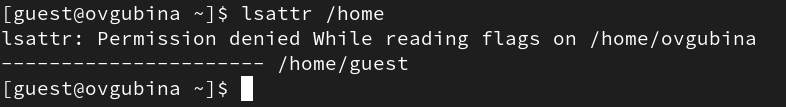 [guest@ovgubina ~]$ lsattr /home
lsattr: Permission denied While reading flags on /home/ovgubina
---------------------- /home/guest
[guest@ovgubina ~]$